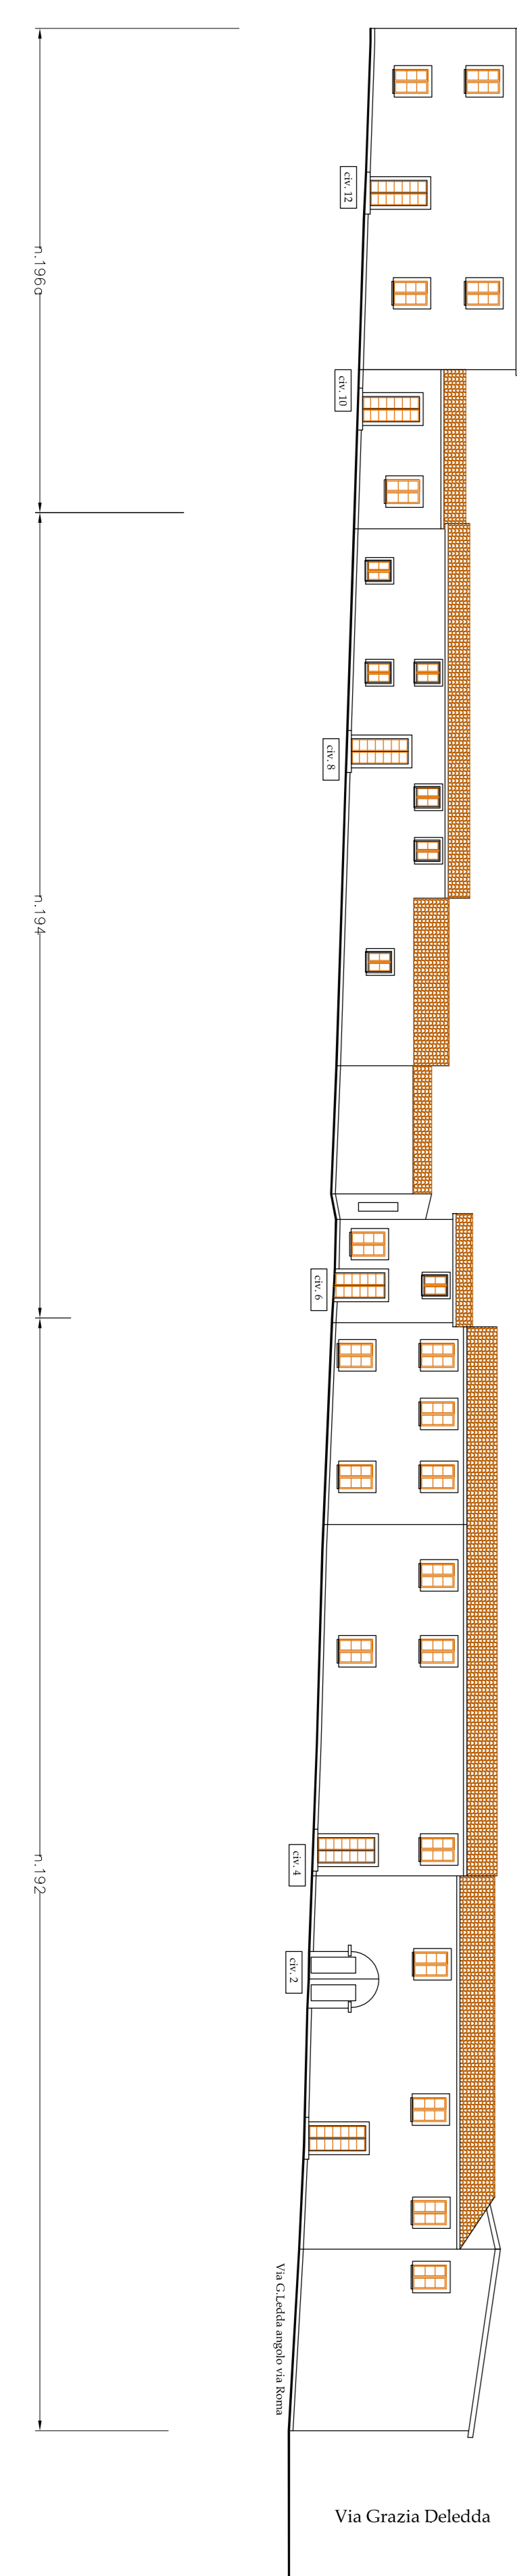 civ. 12
n.196a
civ. 10
civ. 8
n.194
civ. 6
civ. 4
n.192
civ. 2
Via G.Ledda angolo via Roma
Via Grazia Deledda